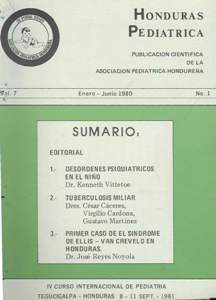 HONDURAS
PEDIATRICA
PUBLICACION CIENTIFICA
DE LA
ASOCIACION PEDIATRICA HONDUREÑA
Vol. 7 Enero - Junio 1980 No. 1
SUMARIO:
EDITORIAL
1.- DESORDENES PSIQUIATRICOS
EN EL NIÑO
Dr. Kenneth Vittetoe
2.- TUBERCULOSIS MILIAR
Dres. César Cáceres,
Virgilio Cardona,
Gustavo Martínez
3.- PRIMER CASO DE EL SINDROME
DE ELLIS – VAN CREVELD EN
HONDURAS.
Dr. José Reyes Noyola
IV CURSO INTERNACIONAL DE PEDIATRIA
TEGUCIGALPA - HONDURAS 8 - 11 SEPT. - 1981